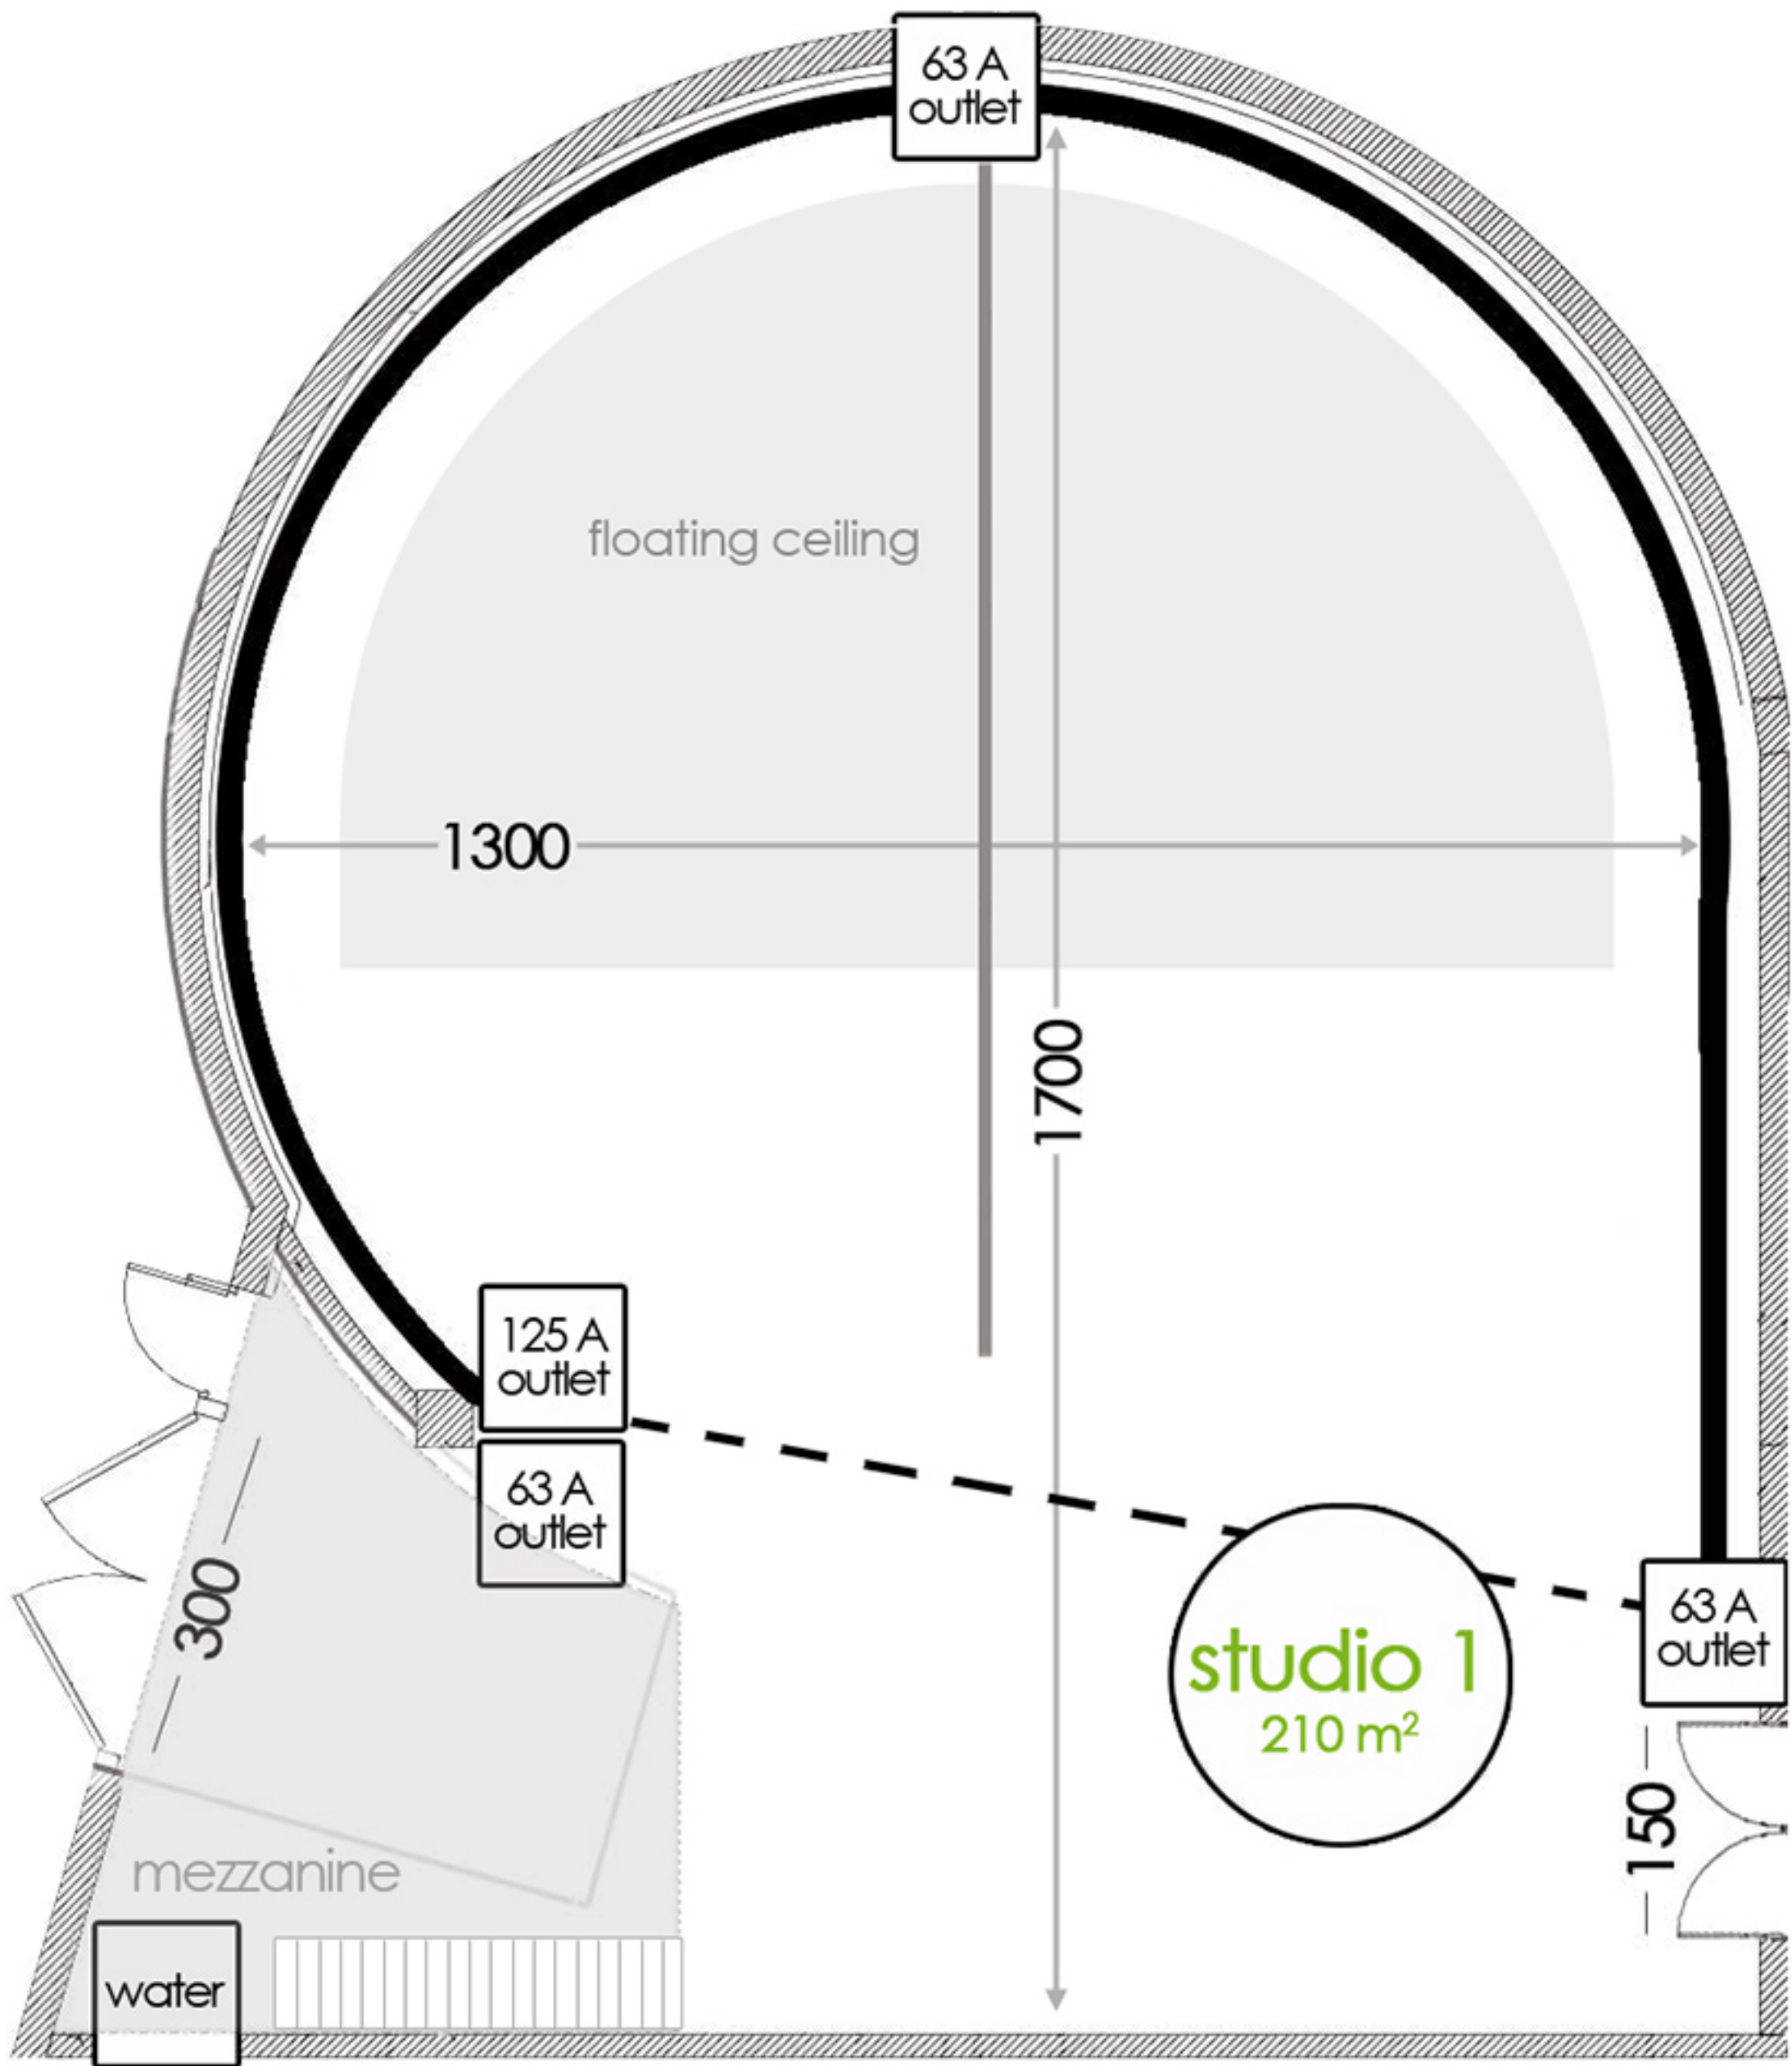 63 A
outlet
floating ceiling
1300
1700
125 A
outlet
63 A
outlet
300
63 A
outlet
studio 1
210 m²
150
mezzanine
water